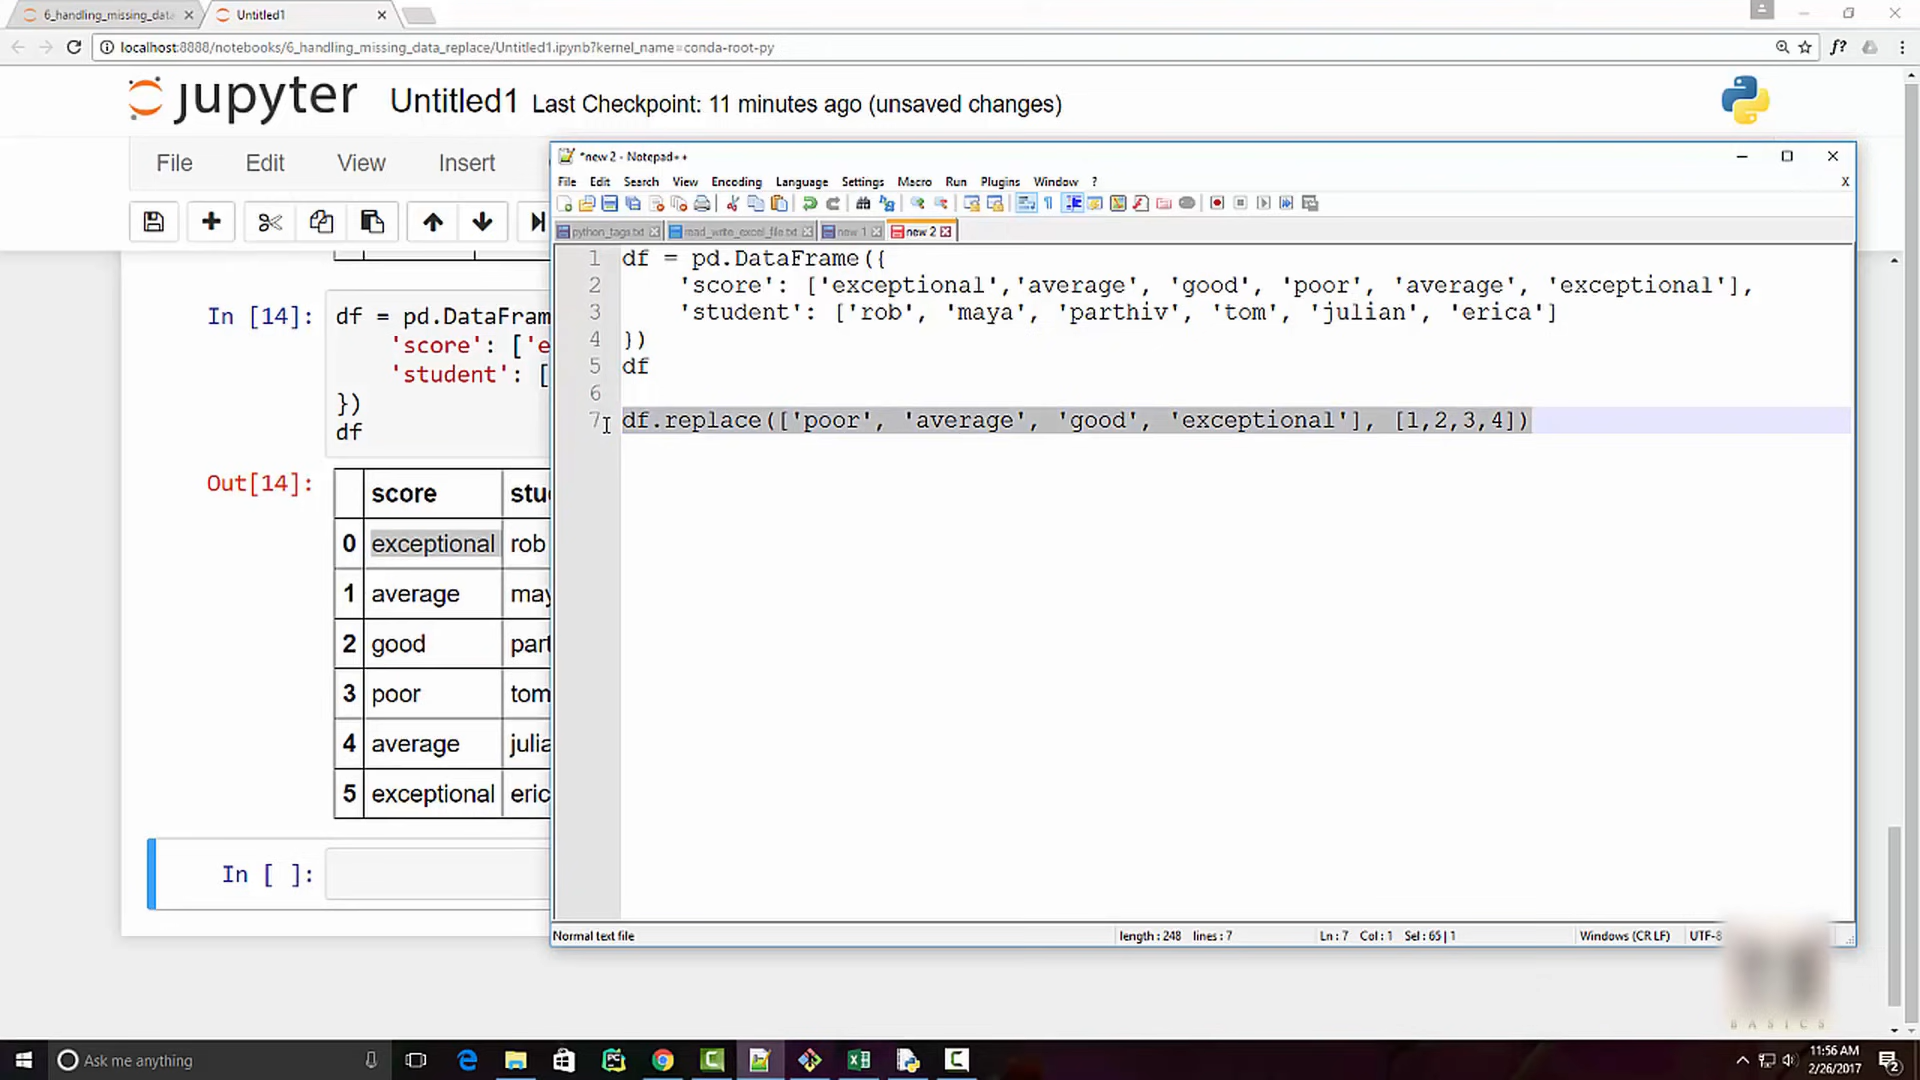 6_handling_missing_data
Untitled1
localhost:8888/notebooks/6_handling_missing_data_replace/Untitled1.ipynb?kernel_name=conda-root-py
f?
jupyter Untitled1 Last Checkpoint: 11 minutes ago (unsaved changes)
File Edit View Insert
In [14]: df = pd.DataFram
'score': ['e
'student': [
})
df
Out[14]:
score stu
0 exceptional rob
1 average may
2 good part
3 poor tom
4 average julia
5 exceptional eric
In [ ]:
*new 2 - Notepad++
File Edit Search View Encoding Language Settings Macro Run Plugins Window ? X
python_tags.txt read_write_excel_file.txt new 1 new 2
1 df = pd.DataFrame({
2 'score': ['exceptional','average', 'good', 'poor', 'average', 'exceptional'],
3 'student': ['rob', 'maya', 'parthiv', 'tom', 'julian', 'erica']
4 })
5 df
6
7 df.replace(['poor', 'average', 'good', 'exceptional'], [1,2,3,4])
Normal text file length : 248 lines : 7 Ln : 7 Col : 1 Sel : 65 | 1 Windows (CR LF) UTF-8
BASICS
Ask me anything
11:56 AM
2/26/2017
2